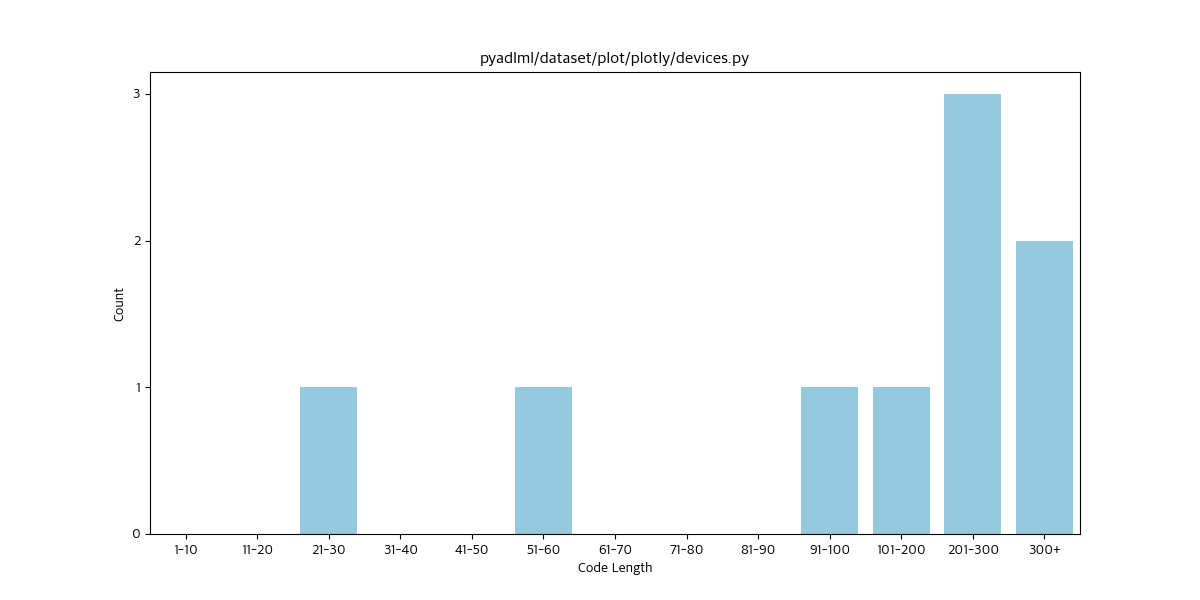 pyadlml/dataset/plot/plotly/devices.py
3
2
1
0
Count
1-10 11-20 21-30 31-40 41-50 51-60 61-70 71-80 81-90 91-100 101-200 201-300 300+
Code Length